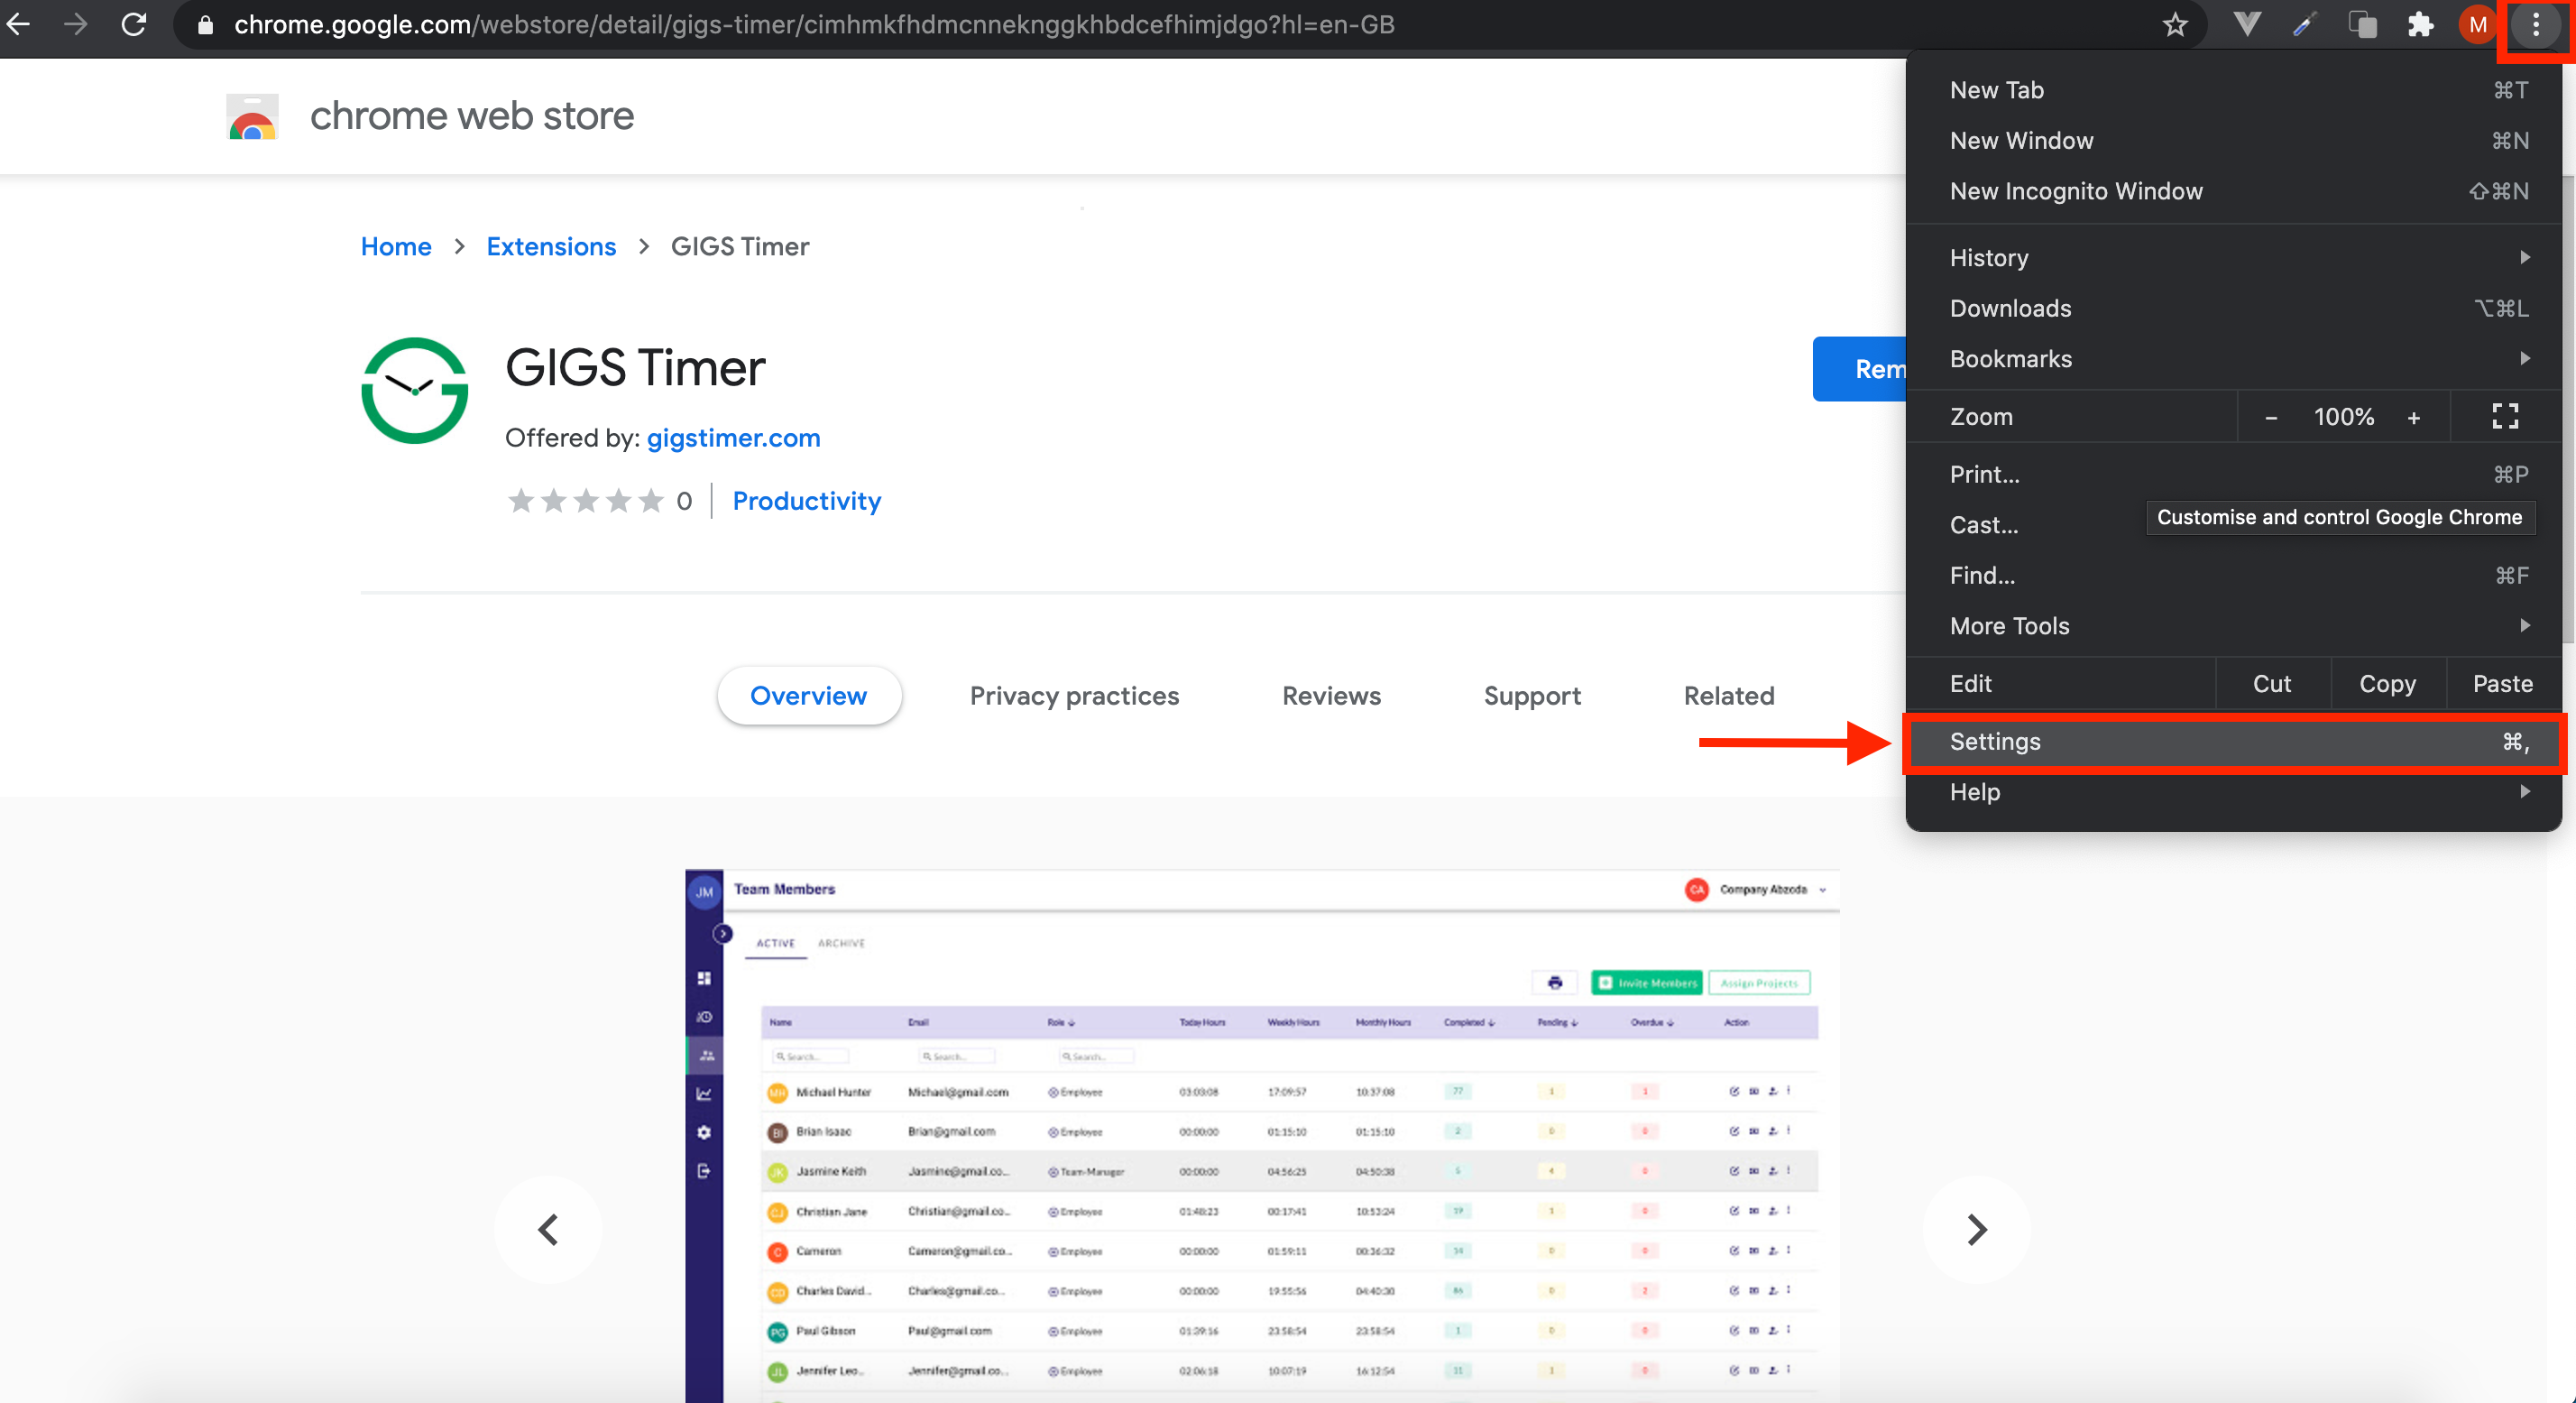 chrome.google.com/webstore/detail/gigs-timer/cimhmkfhdmcnneknggkhbdcefhimjdgo?hl=en-GB
M
chrome web store
Home > Extensions > GIGS Timer
GIGS Timer
Offered by: gigstimer.com
0 | Productivity
Rem
Overview Privacy practices Reviews Support Related
New Tab ⌘T
New Window ⌘N
New Incognito Window ⇧⌘N
History
Downloads ⌥⌘L
Bookmarks
Zoom - 100% +
Print... ⌘P
Customise and control Google Chrome
Cast...
Find... ⌘F
More Tools
Edit Cut Copy Paste
Settings ⌘,
Help
JM Team Members CA Company Abzoda
ACTIVE ARCHIVE
Invite Members Assign Projects
Name Email Role Today Hours Weekly Hours Monthly Hours Completed Pending Overdue Action
Search... Search... Search...
MH Michael Hunter Michael@gmail.com Employee 03:03:08 17:09:57 10:37:08 77 1 1
BI Brian Isaac Brian@gmail.com Employee 00:00:00 01:15:10 01:15:10 2 0 0
JK Jasmine Keith Jasmine@gmail.co... Team-Manager 00:00:00 04:56:25 04:50:38 5 4 0
CJ Christian Jane Christian@gmail.co... Employee 01:48:23 00:17:41 10:53:24 19 1 0
C Cameron Cameron@gmail.co... Employee 00:00:00 01:59:11 00:36:32 14 0 0
CD Charles David... Charles@gmail.co... Employee 00:00:00 19:55:56 04:40:30 86 0 2
PG Paul Gibson Paul@gmail.com Employee 01:39:16 23:58:54 23:58:54 1 0 0
JL Jennifer Leo... Jennifer@gmail.co... Employee 02:06:18 10:07:19 16:12:54 11 1 0